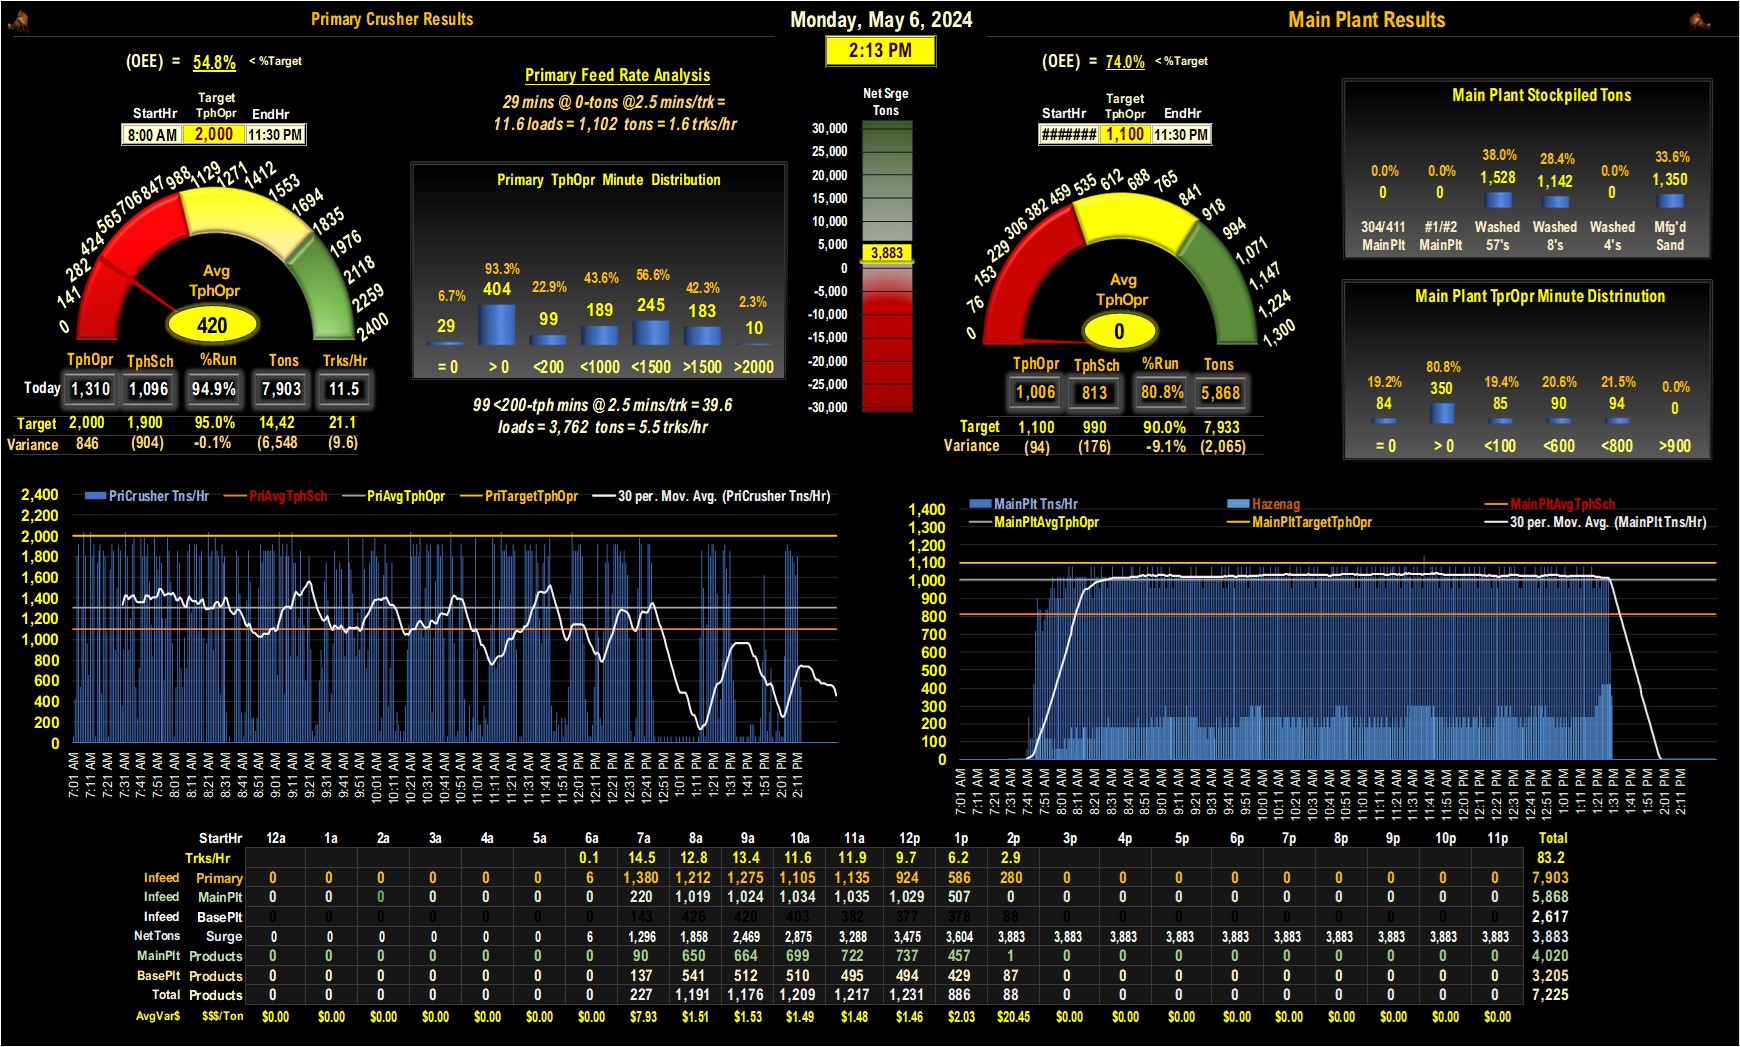 Primary Crusher Results
Monday, May 6, 2024
Main Plant Results
2:13 PM
(OEE) = 54.8% < %Target
StartHr Target TphOpr EndHr
8:00 AM 2,000 11:30 PM
0 141 282 424 565 706 847 988 1129 1271 1412 1553 1694 1835 1976 2118 2259 2400
Avg
TphOpr
420
TphOpr TphSch %Run Tons Trks/Hr
Today 1,310 1,096 94.9% 7,903 11.5
Target 2,000 1,900 95.0% 14,42 21.1
Variance 846 (904) -0.1% (6,548 (9.6)
Primary Feed Rate Analysis
29 mins @ 0-tons @2.5 mins/trk =
11.6 loads = 1,102 tons = 1.6 trks/hr
Primary TphOpr Minute Distribution
6.7% 93.3% 22.9% 43.6% 56.6% 42.3% 2.3%
29 404 99 189 245 183 10
= 0 > 0 <200 <1000 <1500 >1500 >2000
99 <200-tph mins @ 2.5 mins/trk = 39.6
loads = 3,762 tons = 5.5 trks/hr
Net Srge
Tons
30,000
25,000
20,000
15,000
10,000
5,000
3,883
0
-5,000
-10,000
-15,000
-20,000
-25,000
-30,000
(OEE) = 74.0% < %Target
StartHr Target TphOpr EndHr
####### 1,100 11:30 PM
0 76 153 229 306 382 459 535 612 688 765 841 918 994 1,071 1,147 1,224 1,300
Avg
TphOpr
0
TphOpr TphSch %Run Tons
1,006 813 80.8% 5,868
Target 1,100 990 90.0% 7,933
Variance (94) (176) -9.1% (2,065)
Main Plant Stockpiled Tons
0.0% 0.0% 38.0% 28.4% 0.0% 33.6%
0 0 1,528 1,142 0 1,350
304/411 #1/#2 Washed Washed Washed Mfg'd
MainPlt MainPlt 57's 8's 4's Sand
Main Plant TprOpr Minute Distrinution
19.2% 80.8% 19.4% 20.6% 21.5% 0.0%
84 350 85 90 94 0
= 0 > 0 <100 <600 <800 >900
PriCrusher Tns/Hr PriAvgTphSch PriAvgTphOpr PriTargetTphOpr 30 per. Mov. Avg. (PriCrusher Tns/Hr)
2,400
2,200
2,000
1,800
1,600
1,400
1,200
1,000
800
600
400
200
0
7:01 AM 7:11 AM 7:31 AM 7:41 AM 7:51 AM 8:01 AM 8:11 AM 8:21 AM 8:31 AM 8:41 AM 8:51 AM 9:01 AM 9:11 AM 9:21 AM 9:31 AM 9:41 AM 9:51 AM 10:01 AM 10:11 AM 10:21 AM 10:31 AM 10:41 AM 10:51 AM 11:01 AM 11:11 AM 11:21 AM 11:31 AM 11:41 AM 11:51 AM 12:01 PM 12:11 PM 12:21 PM 12:31 PM 12:41 PM 12:51 PM 1:01 PM 1:11 PM 1:21 PM 1:31 PM 1:41 PM 1:51 PM 2:01 PM 2:11 PM
MainPlt Tns/Hr Hazenag MainPltAvgTphSch
MainPltAvgTphOpr MainPltTargetTphOpr 30 per. Mov. Avg. (MainPlt Tns/Hr)
1,400
1,300
1,200
1,100
1,000
900
800
700
600
500
400
300
200
100
0
7:01 AM 7:11 AM 7:21 AM 7:31 AM 7:41 AM 7:51 AM 8:01 AM 8:11 AM 8:21 AM 8:31 AM 8:41 AM 8:51 AM 9:01 AM 9:11 AM 9:21 AM 9:31 AM 9:41 AM 9:51 AM 10:01 AM 10:11 AM 10:21 AM 10:31 AM 10:41 AM 10:51 AM 11:01 AM 11:11 AM 11:21 AM 11:31 AM 11:41 AM 11:51 AM 12:01 PM 12:11 PM 12:21 PM 12:31 PM 12:41 PM 12:51 PM 1:01 PM 1:11 PM 1:21 PM 1:31 PM 1:41 PM 1:51 PM 2:01 PM 2:11 PM
StartHr 12a 1a 2a 3a 4a 5a 6a 7a 8a 9a 10a 11a 12p 1p 2p 3p 4p 5p 6p 7p 8p 9p 10p 11p Total
Trks/Hr 0.1 14.5 12.8 13.4 11.6 11.9 9.7 6.2 2.9 83.2
Infeed Primary 0 0 0 0 0 0 6 1,380 1,212 1,275 1,105 1,135 924 586 280 0 0 0 0 0 0 0 0 0 7,903
Infeed MainPlt 0 0 0 0 0 0 0 220 1,019 1,024 1,034 1,035 1,029 507 0 0 0 0 0 0 0 0 0 0 5,868
Infeed BasePlt 0 0 0 0 0 0 0 143 426 420 403 382 377 378 88 0 0 0 0 0 0 0 0 0 2,617
NetTons Surge 0 0 0 0 0 0 6 1,296 1,858 2,469 2,875 3,288 3,475 3,604 3,883 3,883 3,883 3,883 3,883 3,883 3,883 3,883 3,883 3,883 3,883
MainPlt Products 0 0 0 0 0 0 0 90 650 664 699 722 737 457 1 0 0 0 0 0 0 0 0 0 4,020
BasePlt Products 0 0 0 0 0 0 0 137 541 512 510 495 494 429 87 0 0 0 0 0 0 0 0 0 3,205
Total Products 0 0 0 0 0 0 0 227 1,191 1,176 1,209 1,217 1,231 886 88 0 0 0 0 0 0 0 0 0 7,225
AvgVar$ $$$/Ton $0.00 $0.00 $0.00 $0.00 $0.00 $0.00 $0.00 $7.93 $1.51 $1.53 $1.49 $1.48 $1.46 $2.03 $20.45 $0.00 $0.00 $0.00 $0.00 $0.00 $0.00 $0.00 $0.00 $0.00